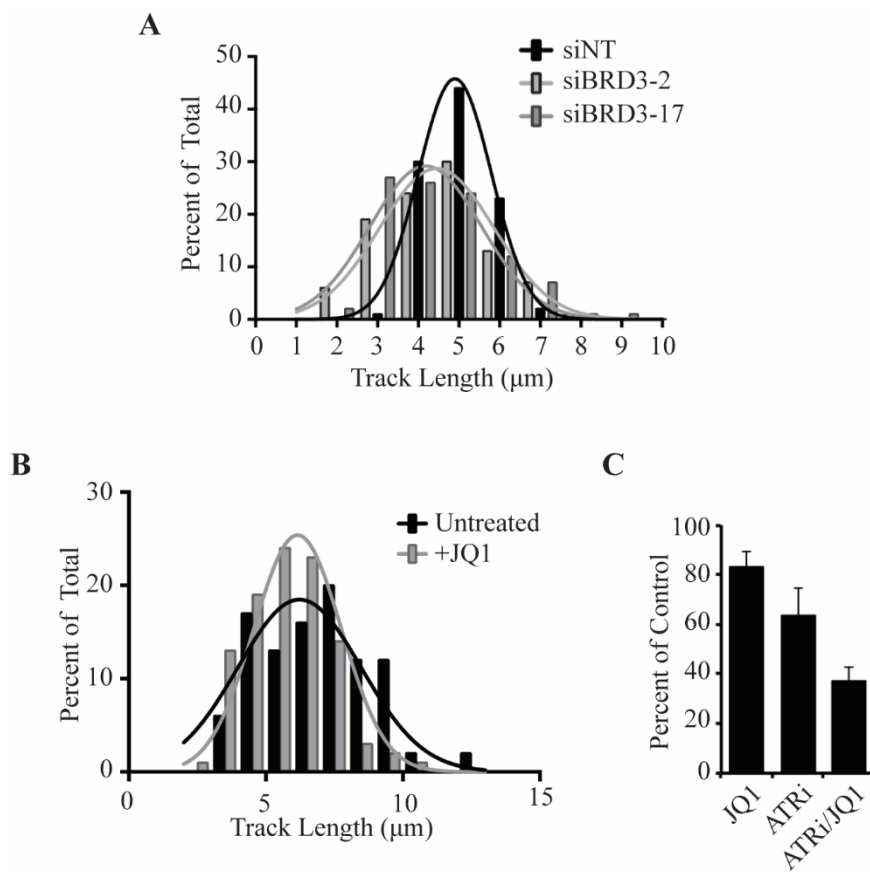 A
siNT
siBRD3-2
siBRD3-17
50
40
30
20
10
0
Percent of Total
0 1 2 3 4 5 6 7 8 9 10
Track Length (μm)
B
Untreated
+JQ1
30
20
10
0
Percent of Total
0 5 10 15
Track Length (μm)
C
100
80
60
40
20
0
Percent of Control
JQ1
ATRi
ATRi/JQ1